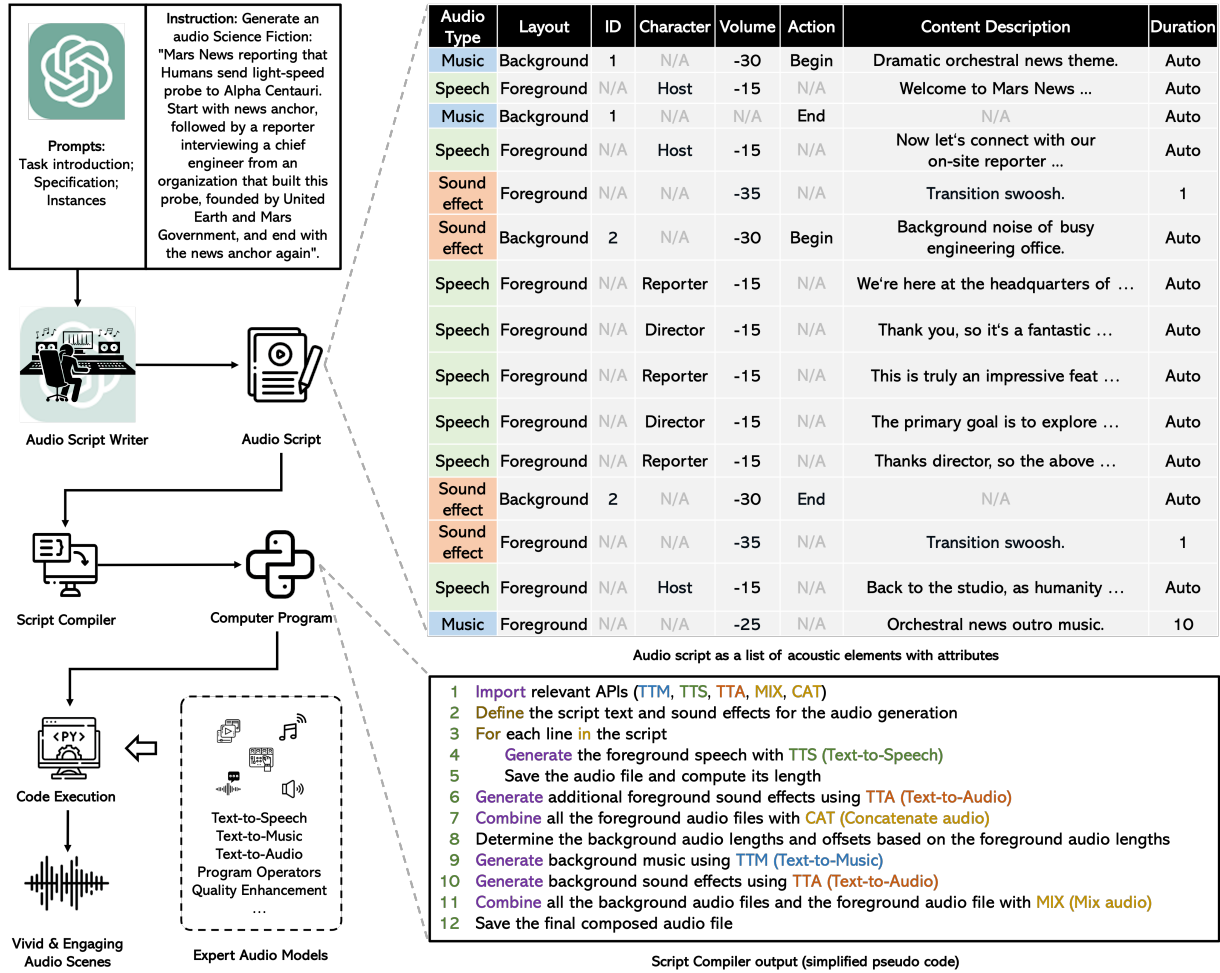 Prompts:
Task introduction;
Specification;
Instances
Instruction: Generate an
audio Science Fiction:
"Mars News reporting that
Humans send light-speed
probe to Alpha Centauri.
Start with news anchor,
followed by a reporter
interviewing a chief
engineer from an
organization that built this
probe, founded by United
Earth and Mars
Government, and end with
the news anchor again".
Audio Script Writer
Audio Script
Script Compiler
Computer Program
<PY>
Code Execution
Text-to-Speech
Text-to-Music
Text-to-Audio
Program Operators
Quality Enhancement
...
Vivid & Engaging
Audio Scenes
Expert Audio Models
Audio Type Layout ID Character Volume Action Content Description Duration
Music Background 1 N/A -30 Begin Dramatic orchestral news theme. Auto
Speech Foreground N/A Host -15 N/A Welcome to Mars News ... Auto
Music Background 1 N/A N/A End N/A Auto
Speech Foreground N/A Host -15 N/A Now let's connect with our on-site reporter ... Auto
Sound effect Foreground N/A N/A -35 N/A Transition swoosh. 1
Sound effect Background 2 N/A -30 Begin Background noise of busy engineering office. Auto
Speech Foreground N/A Reporter -15 N/A We're here at the headquarters of ... Auto
Speech Foreground N/A Director -15 N/A Thank you, so it's a fantastic ... Auto
Speech Foreground N/A Reporter -15 N/A This is truly an impressive feat ... Auto
Speech Foreground N/A Director -15 N/A The primary goal is to explore ... Auto
Speech Foreground N/A Reporter -15 N/A Thanks director, so the above ... Auto
Sound effect Background 2 N/A -30 End N/A Auto
Sound effect Foreground N/A N/A -35 N/A Transition swoosh. 1
Speech Foreground N/A Host -15 N/A Back to the studio, as humanity ... Auto
Music Foreground N/A N/A -25 N/A Orchestral news outro music. 10
Audio script as a list of acoustic elements with attributes
1 Import relevant APIs (TTM, TTS, TTA, MIX, CAT)
2 Define the script text and sound effects for the audio generation
3 For each line in the script
4 Generate the foreground speech with TTS (Text-to-Speech)
5 Save the audio file and compute its length
6 Generate additional foreground sound effects using TTA (Text-to-Audio)
7 Combine all the foreground audio files with CAT (Concatenate audio)
8 Determine the background audio lengths and offsets based on the foreground audio lengths
9 Generate background music using TTM (Text-to-Music)
10 Generate background sound effects using TTA (Text-to-Audio)
11 Combine all the background audio files and the foreground audio file with MIX (Mix audio)
12 Save the final composed audio file
Script Compiler output (simplified pseudo code)